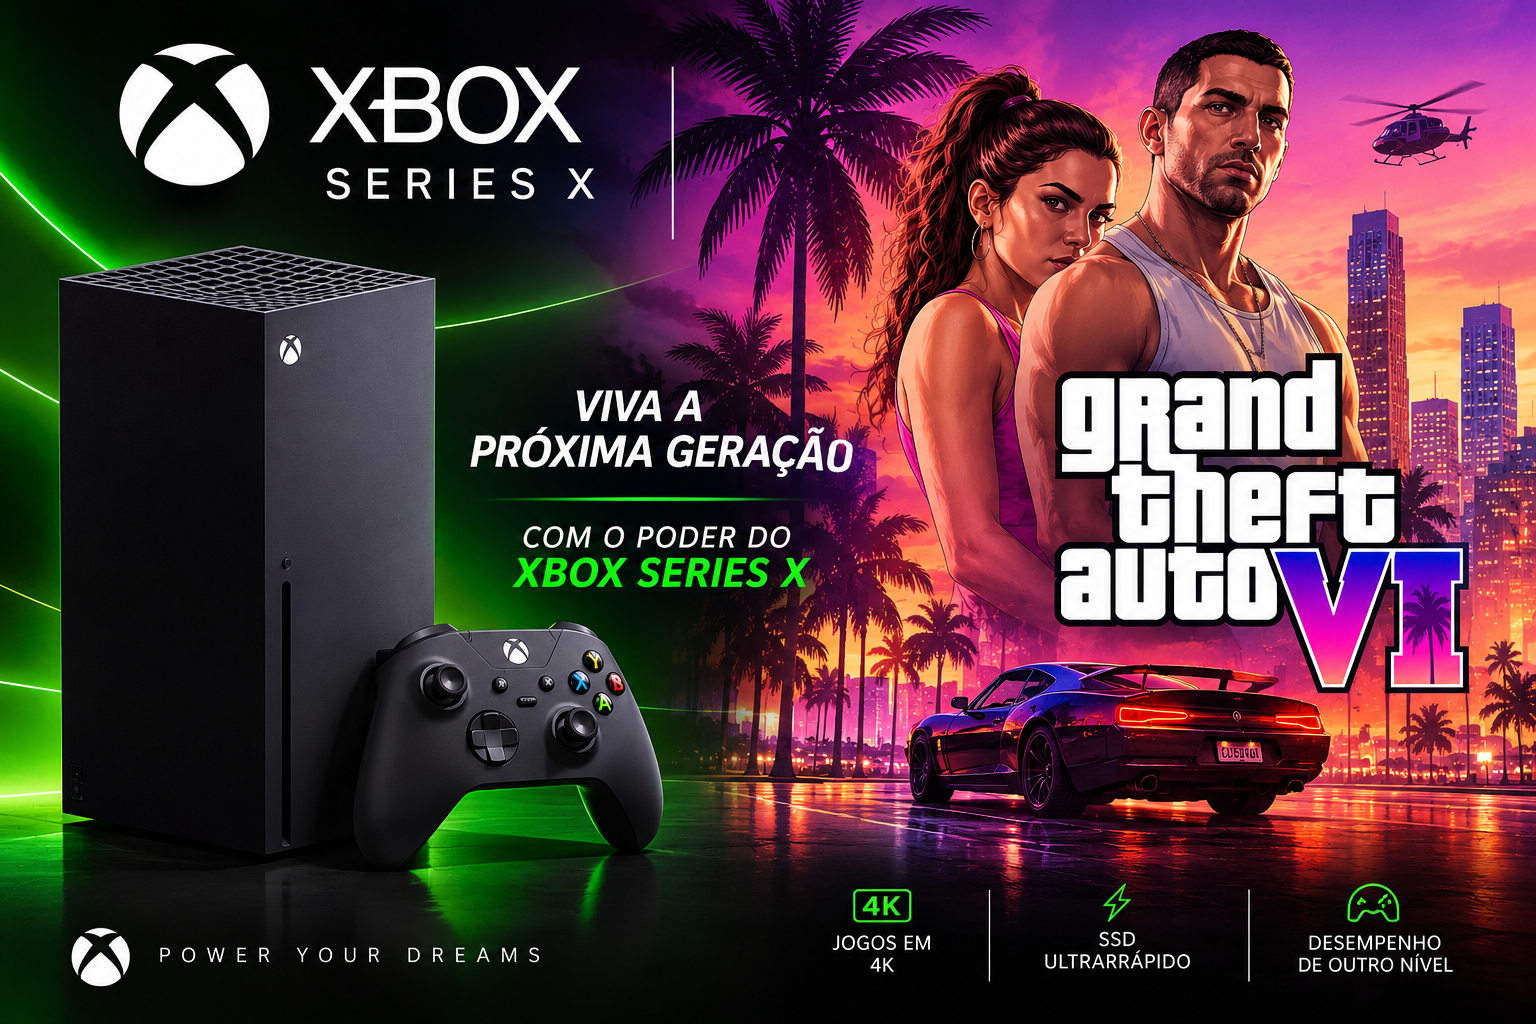 XBOX
SERIES X
VIVA A
PRÓXIMA GERAÇÃO
COM O PODER DO
XBOX SERIES X
grand
theft
auto VI
Y
X
B
A
POWER YOUR DREAMS
4K
JOGOS EM
4K
SSD
ULTRARRÁPIDO
DESEMPENHO
DE OUTRO NÍVEL